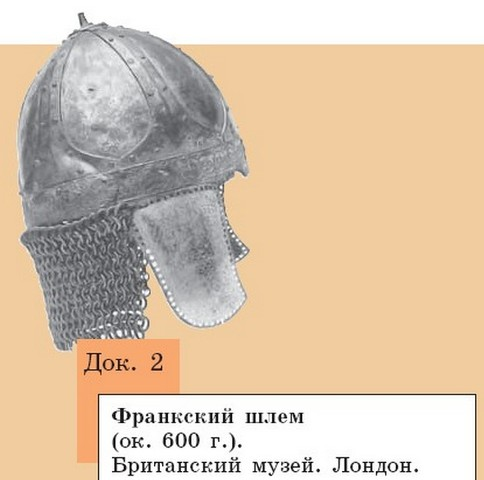 Док. 2
Франкский шлем
(ок. 600 г.).
Британский музей. Лондон.